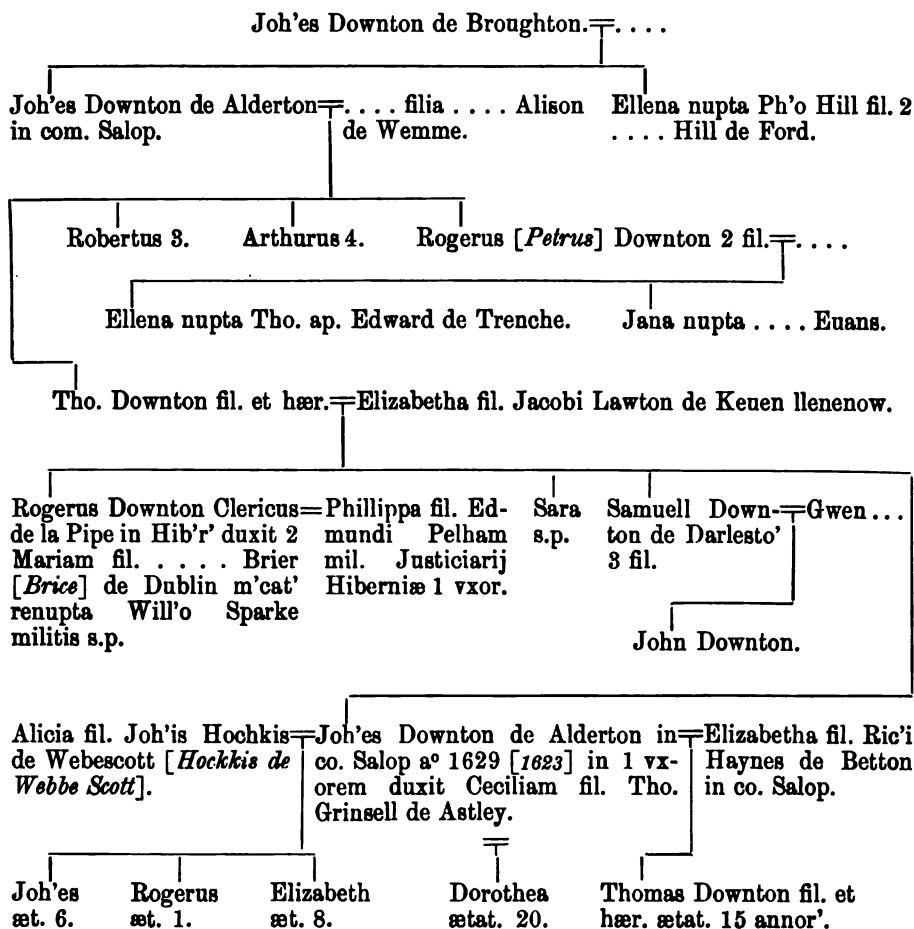 Joh'es Downton de Broughton.=. . . .
Joh'es Downton de Alderton=. . . . filia . . . . Alison
in com. Salop. de Wemme.
Ellena nupta Ph'o Hill fil. 2
. . . . Hill de Ford.
Robertus 3. Arthurus 4. Rogerus [Petrus] Downton 2 fil.=. . . .
Ellena nupta Tho. ap. Edward de Trenche. Jana nupta . . . . Euans.
Tho. Downton fil. et hær.=Elizabetha fil. Jacobi Lawton de Keuen llenenow.
Rogerus Downton Clericus=
de la Pipe in Hib'r' duxit 2
Mariam fil. . . . . . Brier
[Brice] de Dublin m'cat'
renupta Will'o Sparke
militis s.p.
Phillippa fil. Ed-
mundi Pelham
mil. Justiciarij
Hiberniæ 1 vxor.
Sara
s.p.
Samuell Down-=Gwen ...
ton de Darlesto'
3 fil.
John Downton.
Alicia fil. Joh'is Hochkis=
de Webescott [Hockkis de
Webbe Scott].
Joh'es Downton de Alderton in=
co. Salop aº 1629 [1623] in 1 vx-
orem duxit Ceciliam fil. Tho.
Grinsell de Astley.
Elizabetha fil. Ric'i
Haynes de Betton
in co. Salop.
Joh'es
æt. 6.
Rogerus
æt. 1.
Elizabeth
æt. 8.
Dorothea
ætat. 20.
Thomas Downton fil. et
hær. ætat. 15 annor'.